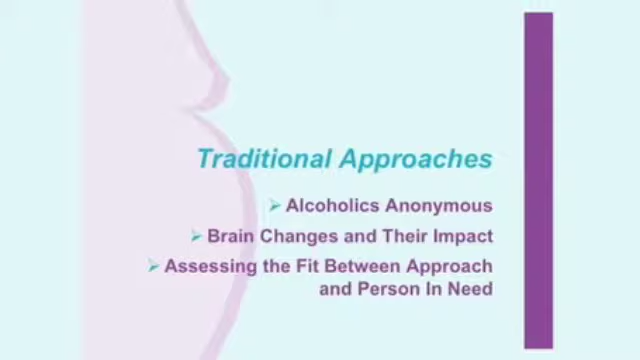 Traditional Approaches
➢ Alcoholics Anonymous
➢ Brain Changes and Their Impact
➢ Assessing the Fit Between Approach
and Person In Need